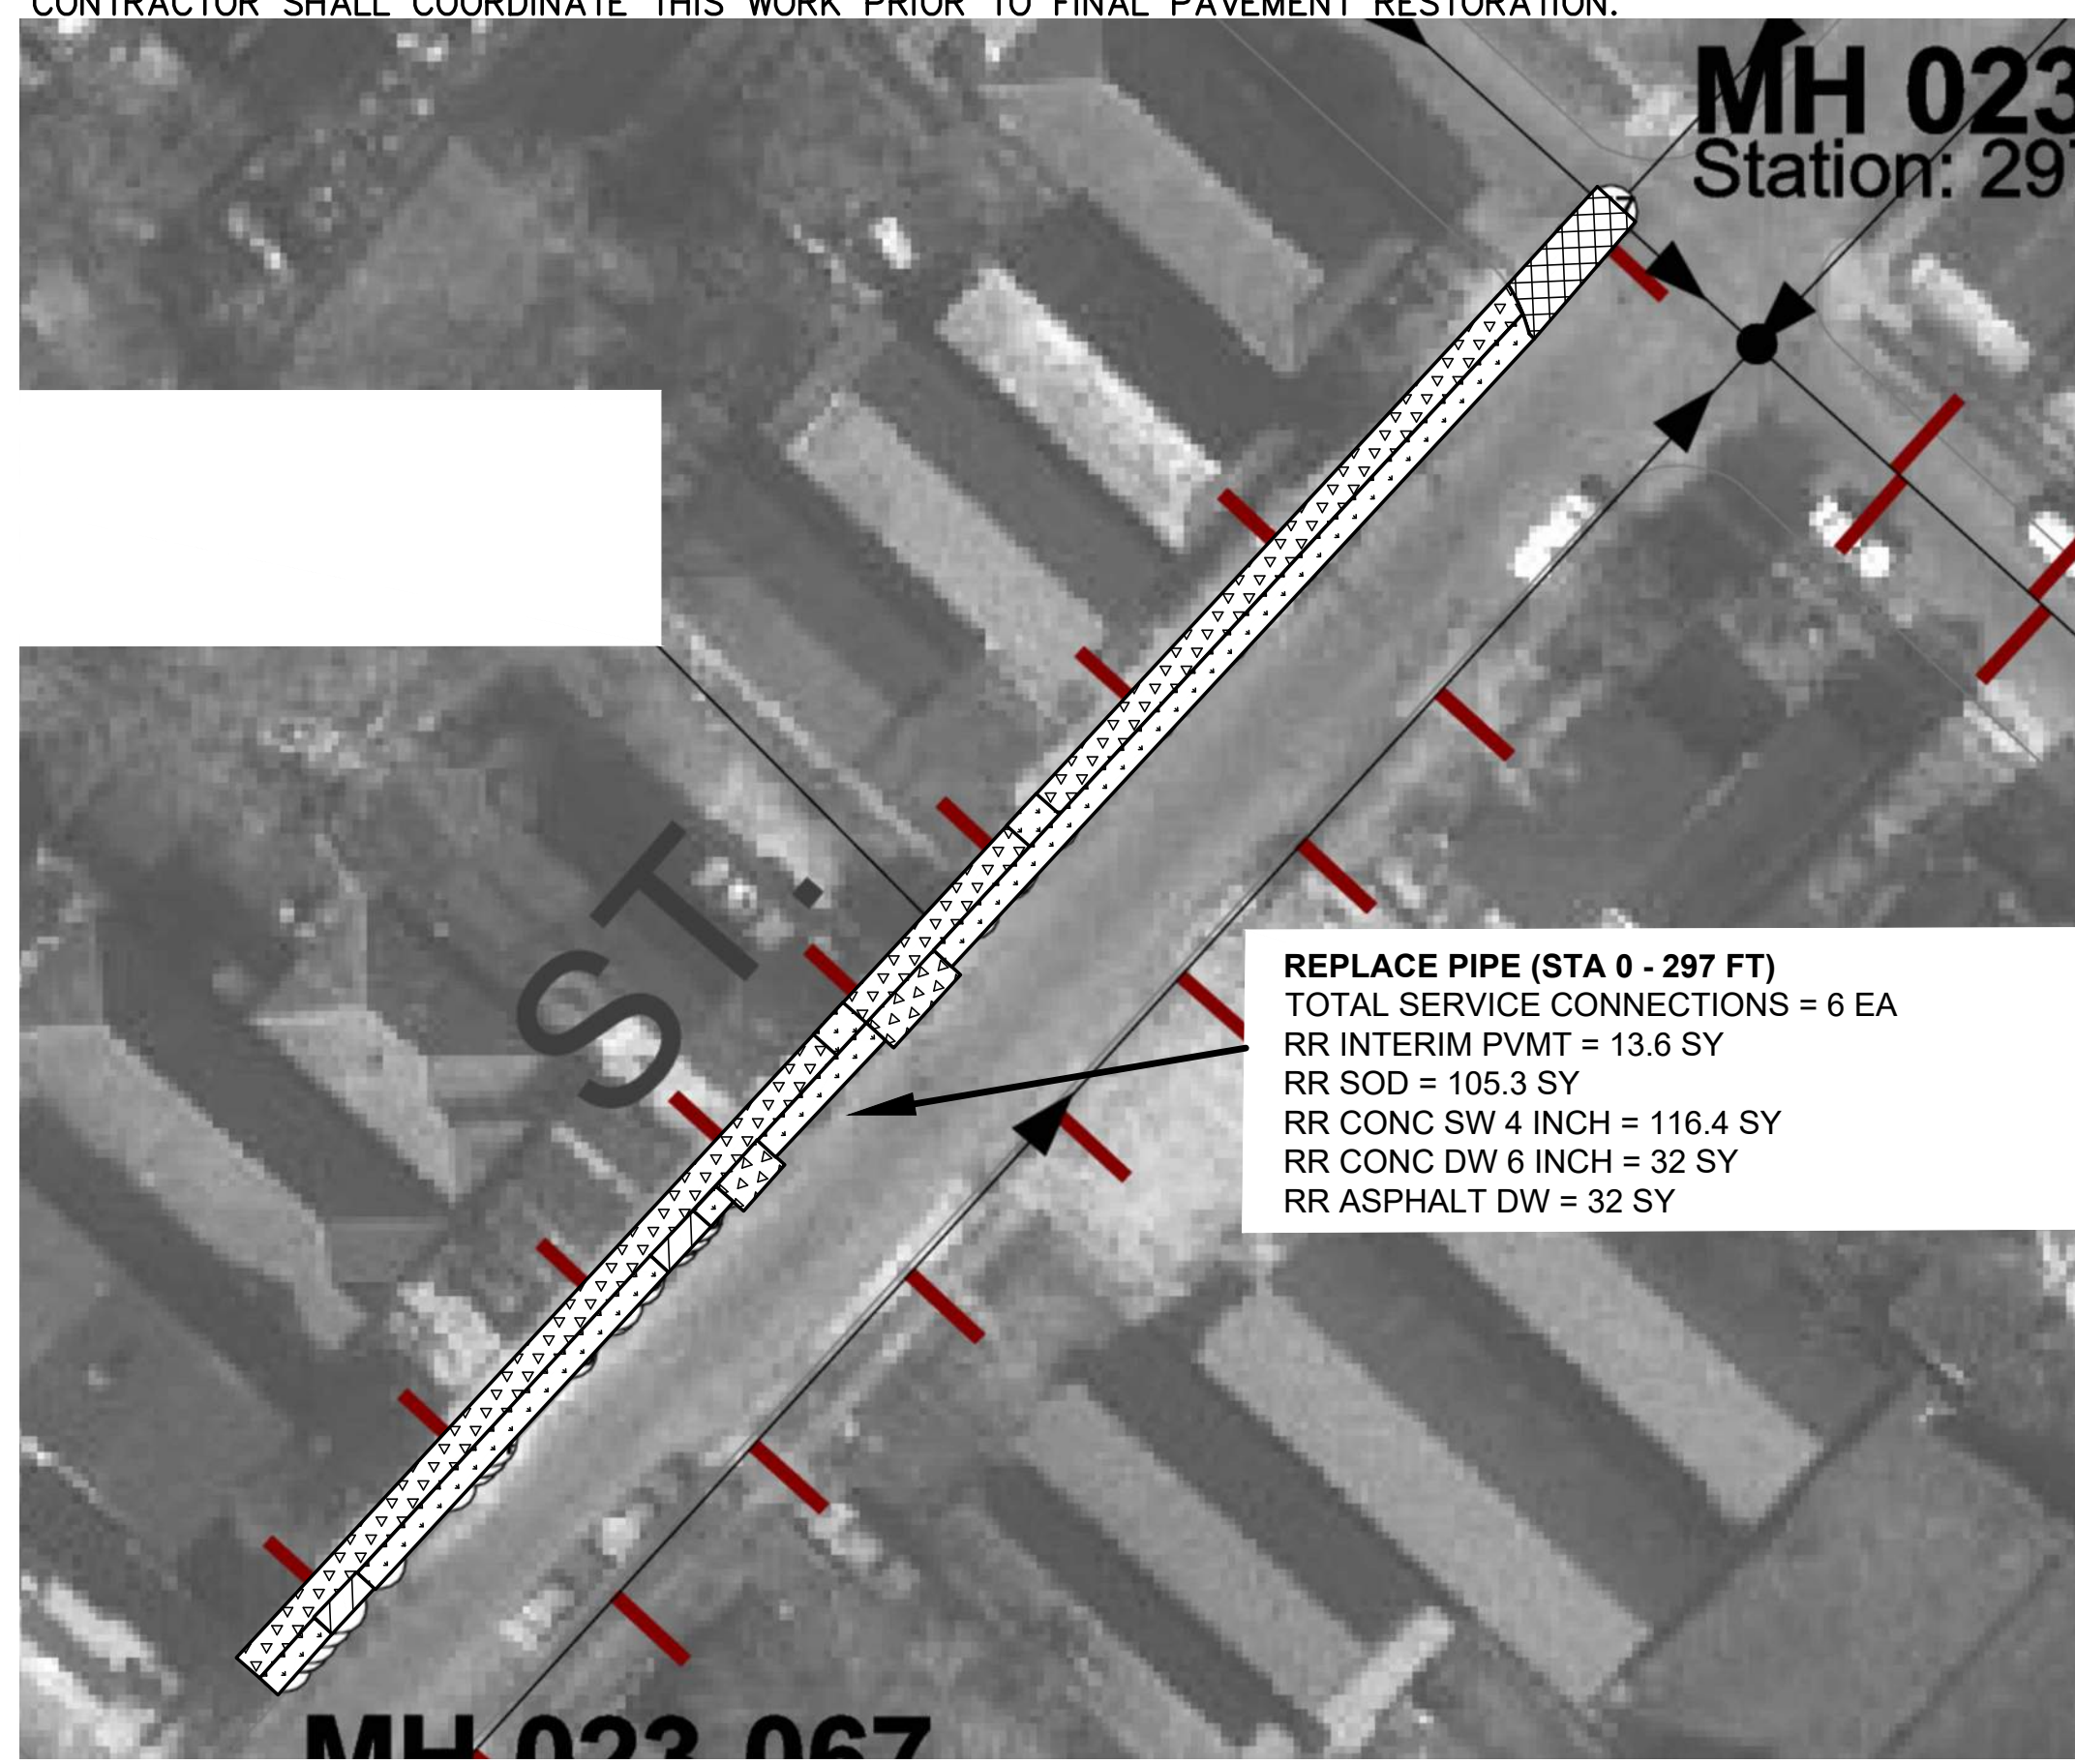 CONTRACTOR SHALL COORDINATE THIS WORK PRIOR TO FINAL PAVEMENT RESTORATION.
MH 023
Station: 297
ST.
REPLACE PIPE (STA 0 - 297 FT)
TOTAL SERVICE CONNECTIONS = 6 EA
RR INTERIM PVMT = 13.6 SY
RR SOD = 105.3 SY
RR CONC SW 4 INCH = 116.4 SY
RR CONC DW 6 INCH = 32 SY
RR ASPHALT DW = 32 SY
MH 023 067